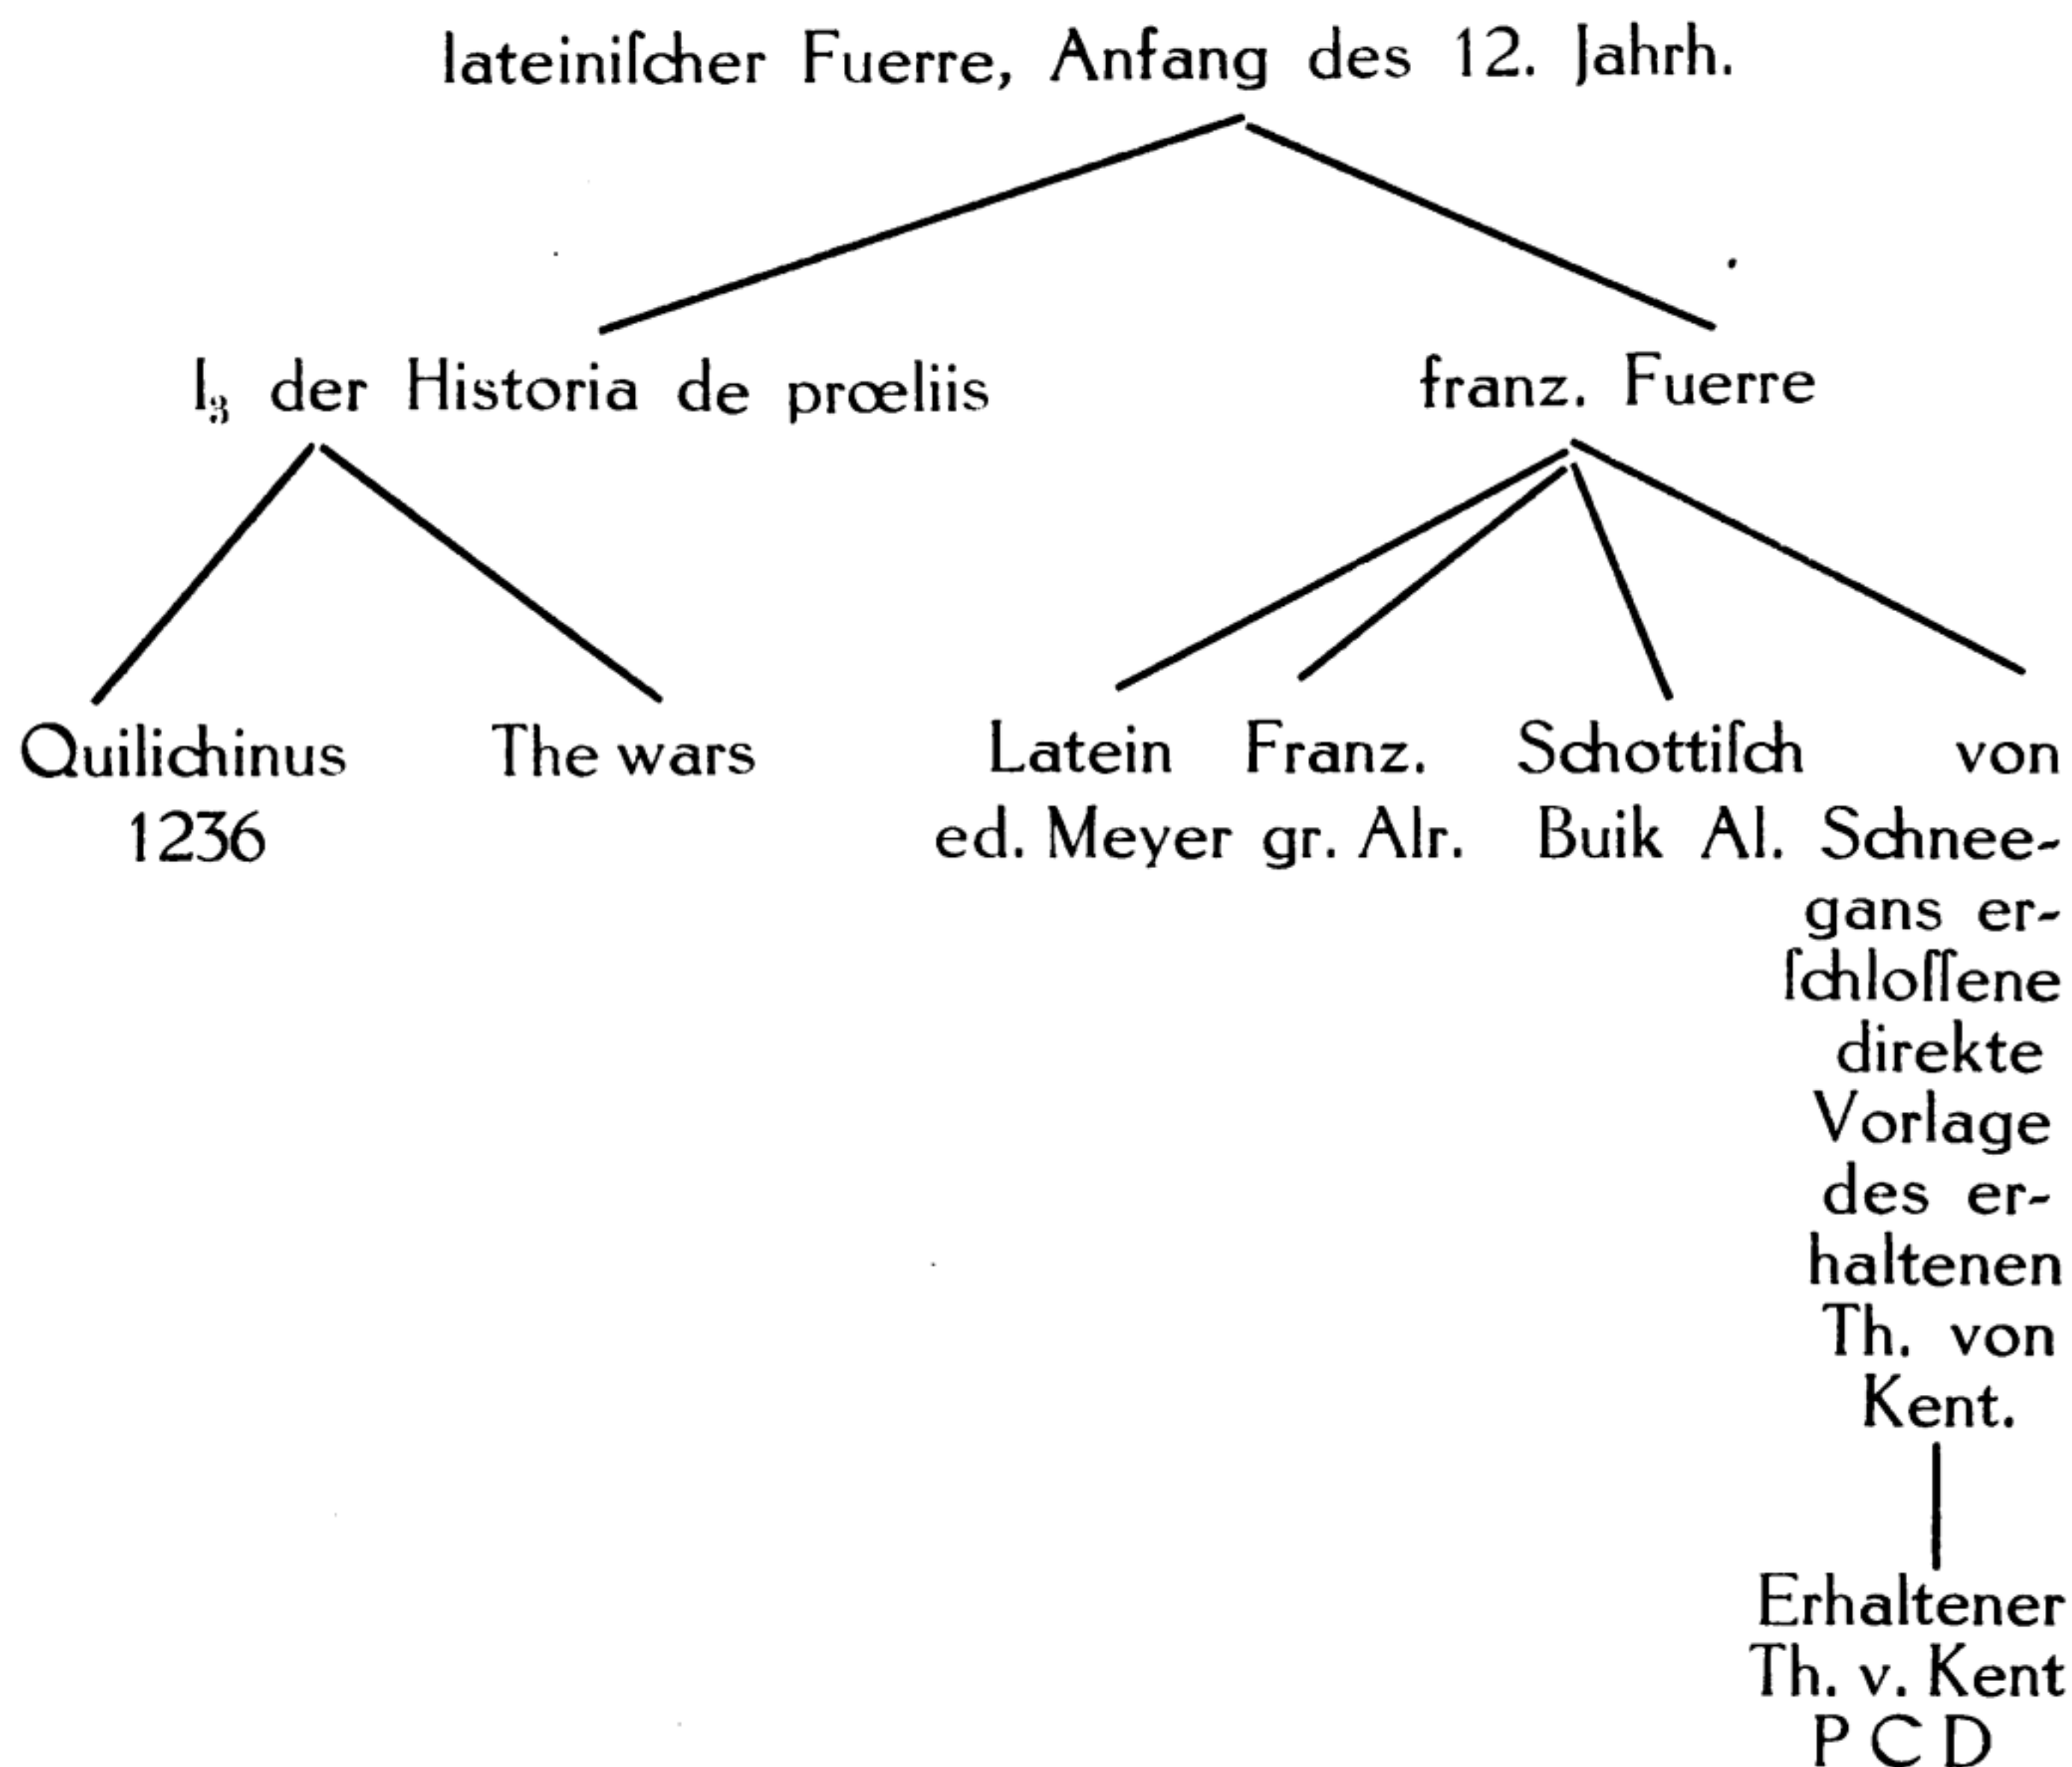 lateiniſcher Fuerre, Anfang des 12. Jahrh.
I₃ der Historia de prœliis
franz. Fuerre
Quilichinus
1236
The wars
Latein
ed. Meyer
Franz.
gr. Alr.
Schottiſch
Buik Al.
von
Schnee-
gans er-
ſchloſſene
direkte
Vorlage
des er-
haltenen
Th. von
Kent.
Erhaltener
Th. v. Kent
P C D